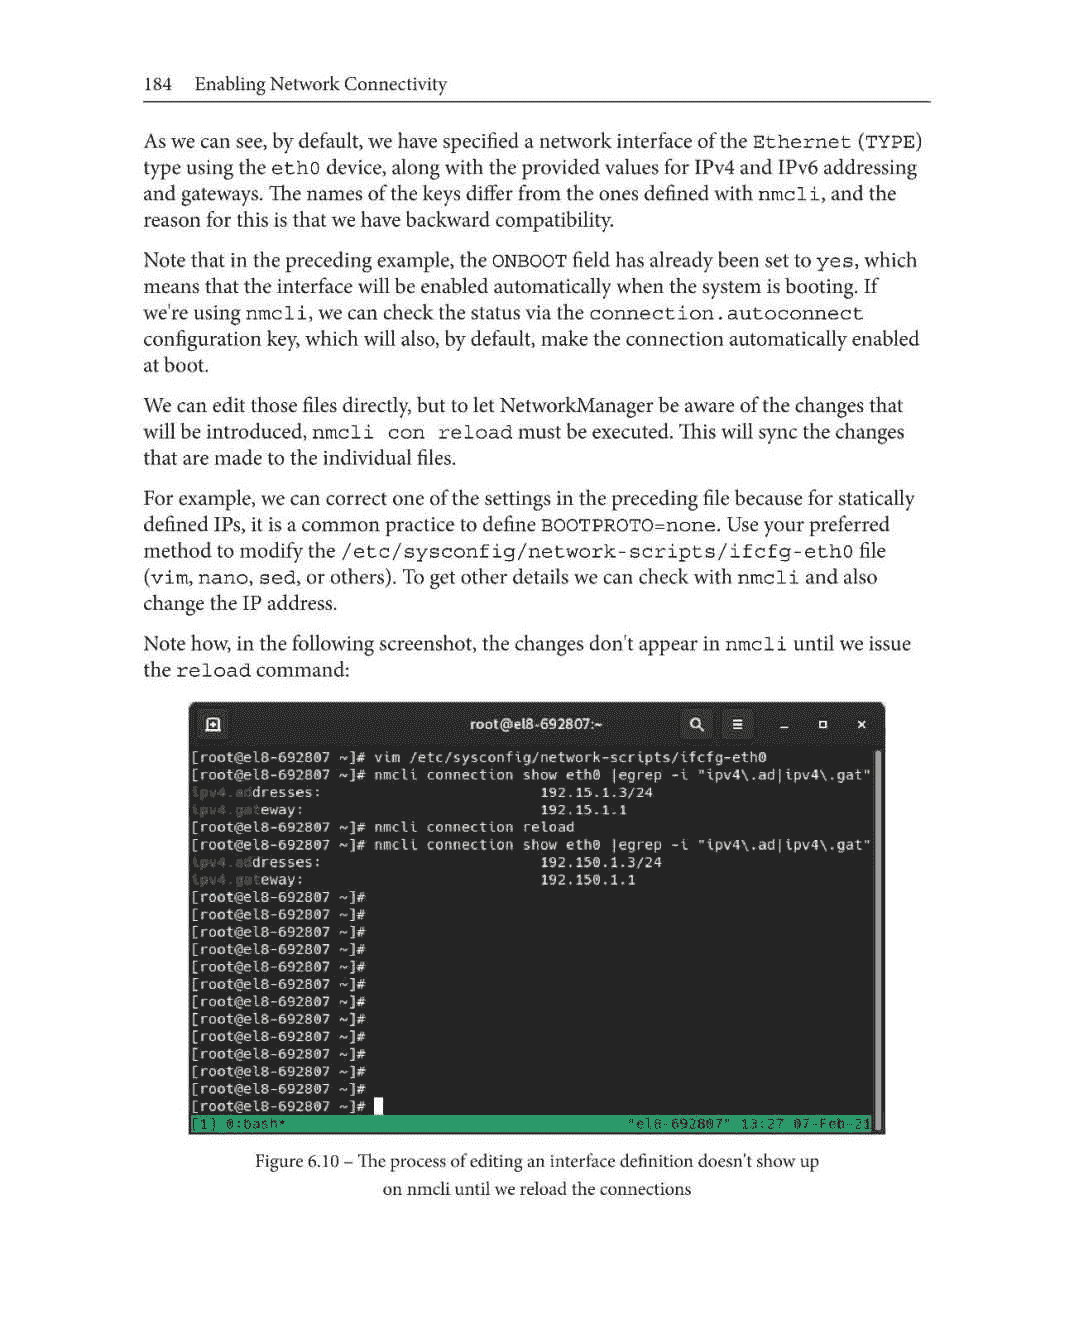 184 Enabling Network Connectivity
As we can see, by default, we have specified a network interface of the Ethernet (TYPE)
type using the eth0 device, along with the provided values for IPv4 and IPv6 addressing
and gateways. The names of the keys differ from the ones defined with nmcli, and the
reason for this is that we have backward compatibility.
Note that in the preceding example, the ONBOOT field has already been set to yes, which
means that the interface will be enabled automatically when the system is booting. If
we're using nmcli, we can check the status via the connection.autoconnect
configuration key, which will also, by default, make the connection automatically enabled
at boot.
We can edit those files directly, but to let NetworkManager be aware of the changes that
will be introduced, nmcli con reload must be executed. This will sync the changes
that are made to the individual files.
For example, we can correct one of the settings in the preceding file because for statically
defined IPs, it is a common practice to define BOOTPROTO=none. Use your preferred
method to modify the /etc/sysconfig/network-scripts/ifcfg-eth0 file
(vim, nano, sed, or others). To get other details we can check with nmcli and also
change the IP address.
Note how, in the following screenshot, the changes don't appear in nmcli until we issue
the reload command:
root@el8-692807:~
[root@el8-692807 ~]# vim /etc/sysconfig/network-scripts/ifcfg-eth0
[root@el8-692807 ~]# nmcli connection show eth0 |egrep -i "ipv4\.ad|ipv4\.gat"
ipv4.addresses: 192.15.1.3/24
ipv4.gateway: 192.15.1.1
[root@el8-692807 ~]# nmcli connection reload
[root@el8-692807 ~]# nmcli connection show eth0 |egrep -i "ipv4\.ad|ipv4\.gat"
ipv4.addresses: 192.150.1.3/24
ipv4.gateway: 192.150.1.1
[root@el8-692807 ~]#
[root@el8-692807 ~]#
[root@el8-692807 ~]#
[root@el8-692807 ~]#
[root@el8-692807 ~]#
[root@el8-692807 ~]#
[root@el8-692807 ~]#
[root@el8-692807 ~]#
[root@el8-692807 ~]#
[root@el8-692807 ~]#
[root@el8-692807 ~]#
[root@el8-692807 ~]#
[root@el8-692807 ~]#
[1] 0:bash* "el8-692807" 13:27 07-Feb-21
Figure 6.10 – The process of editing an interface definition doesn't show up
on nmcli until we reload the connections